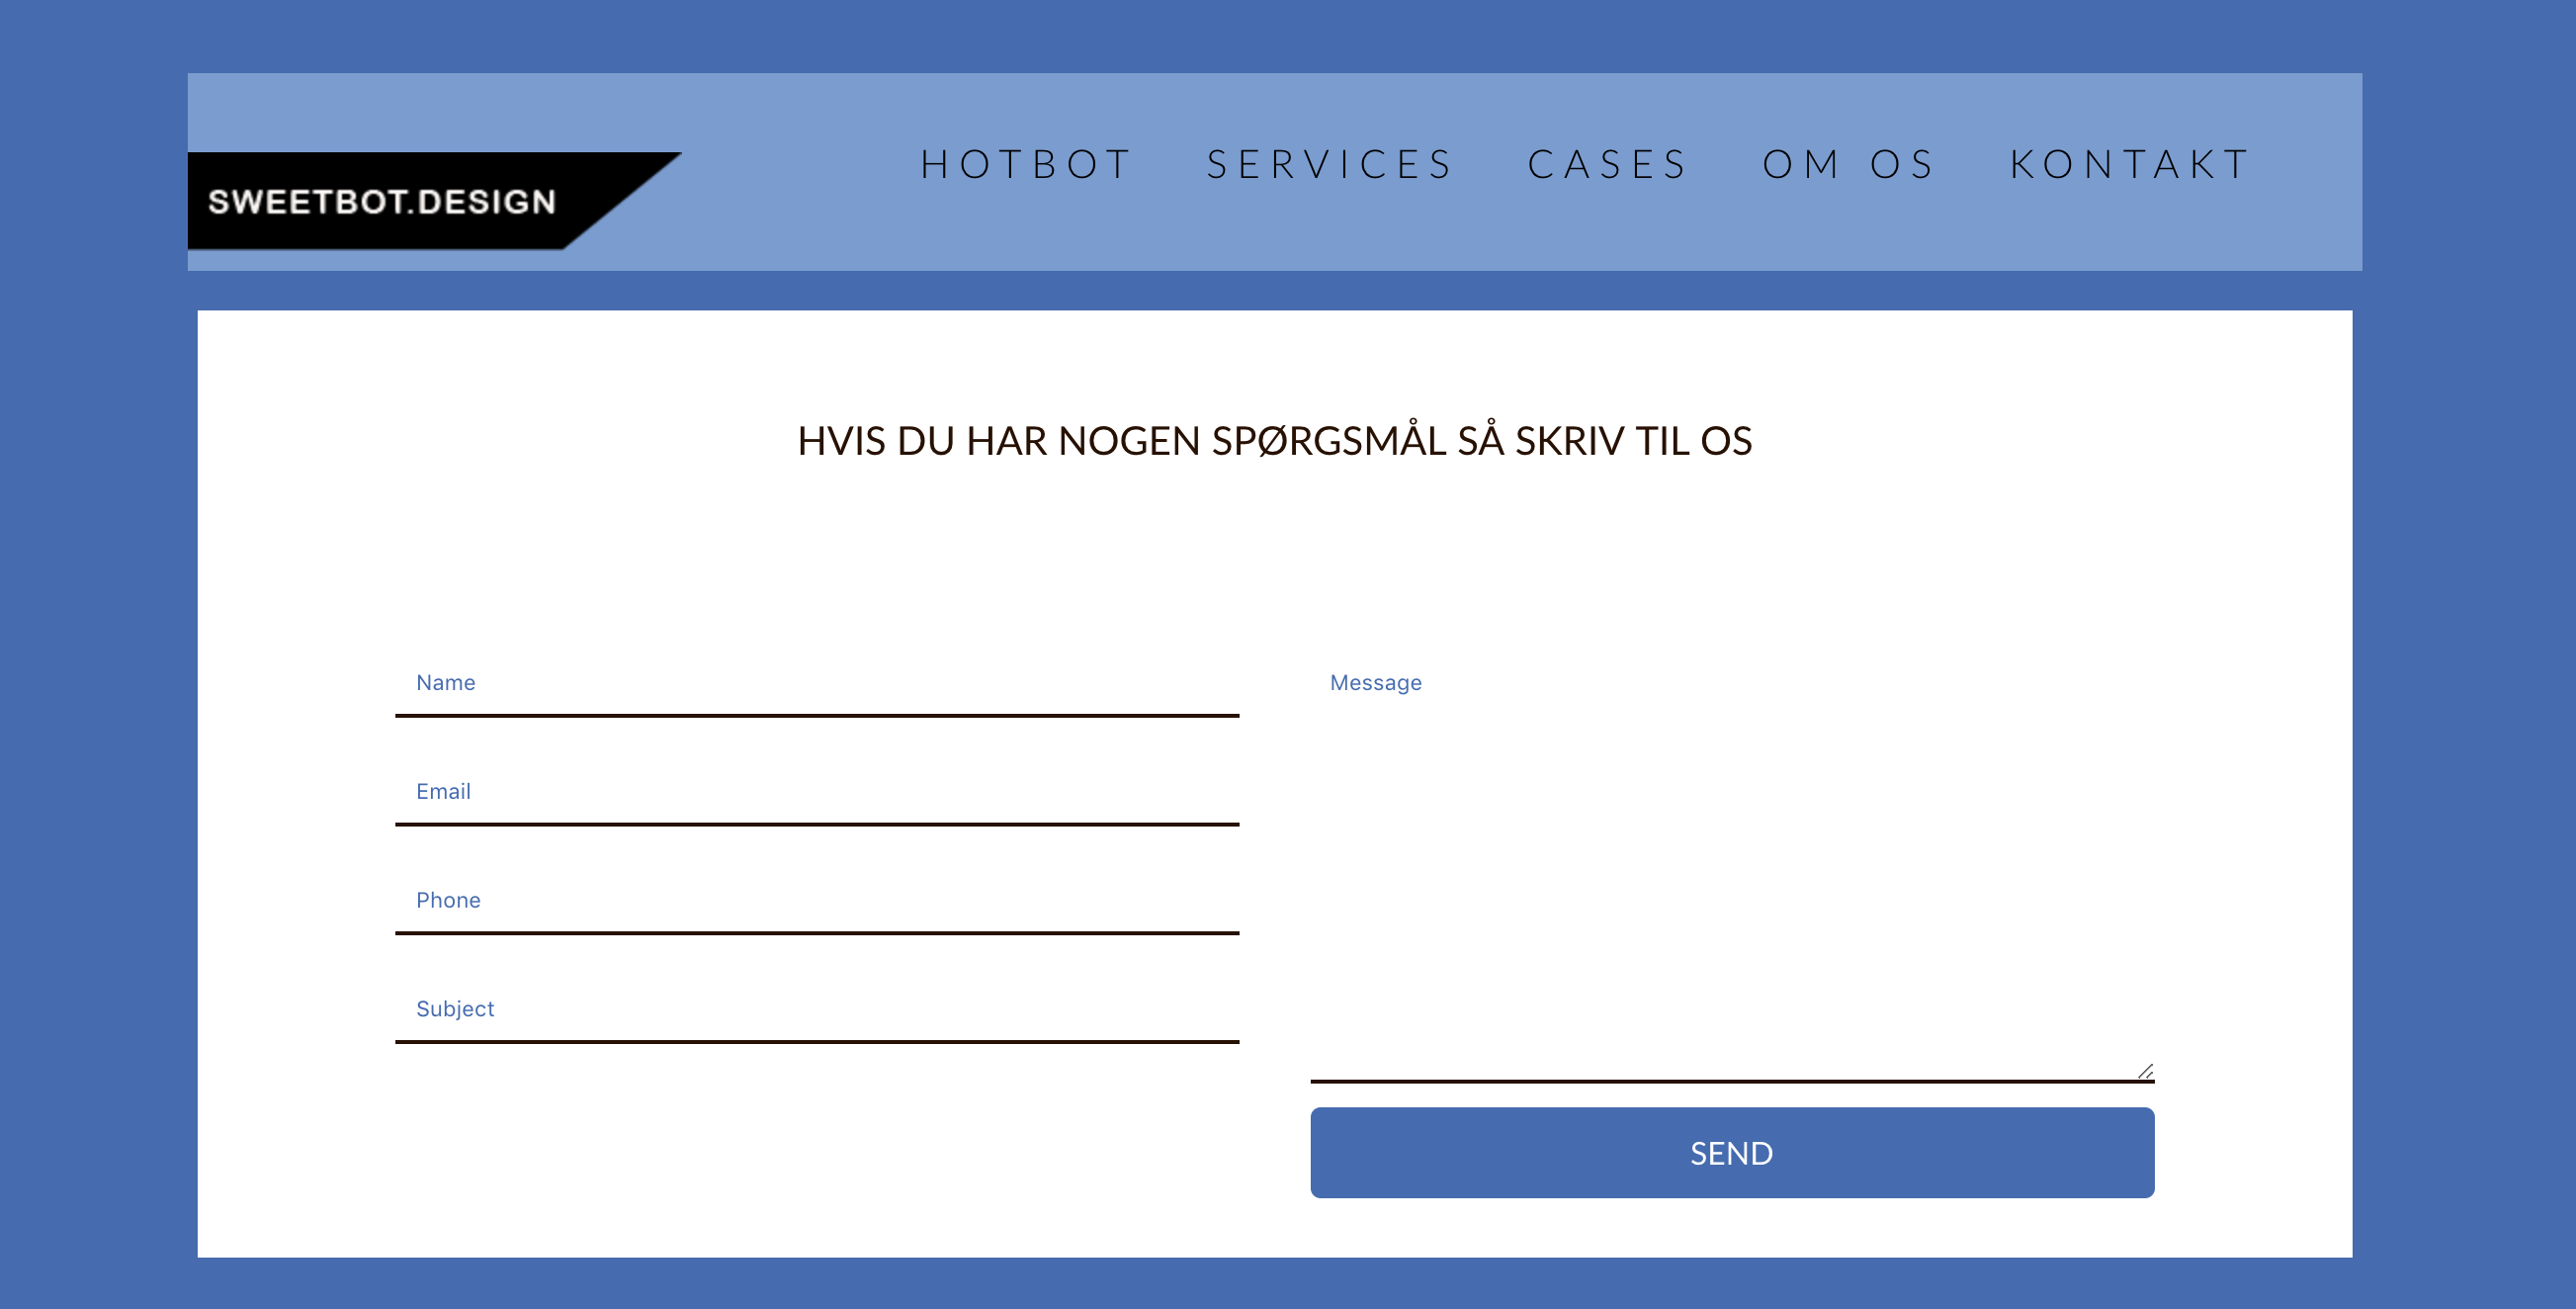 SWEETBOT.DESIGN
HOTBOT SERVICES CASES OM OS KONTAKT
HVIS DU HAR NOGEN SPØRGSMÅL SÅ SKRIV TIL OS
Name
Email
Phone
Subject
Message
SEND